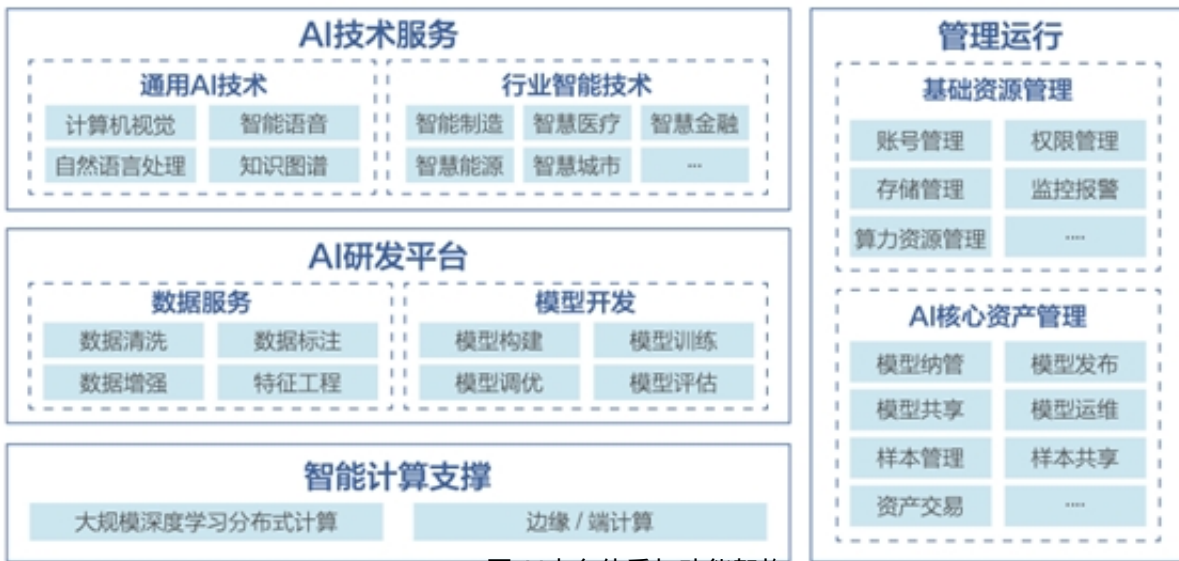 AI技术服务
通用AI技术
计算机视觉 智能语音
自然语言处理 知识图谱
行业智能技术
智能制造 智慧医疗 智慧金融
智慧能源 智慧城市 ...
AI研发平台
数据服务
数据清洗 数据标注
数据增强 特征工程
模型开发
模型构建 模型训练
模型调优 模型评估
智能计算支撑
大规模深度学习分布式计算 边缘 / 端计算
管理运行
基础资源管理
账号管理 权限管理
存储管理 监控报警
算力资源管理 ....
AI核心资产管理
模型纳管 模型发布
模型共享 模型运维
样本管理 样本共享
资产交易 ....